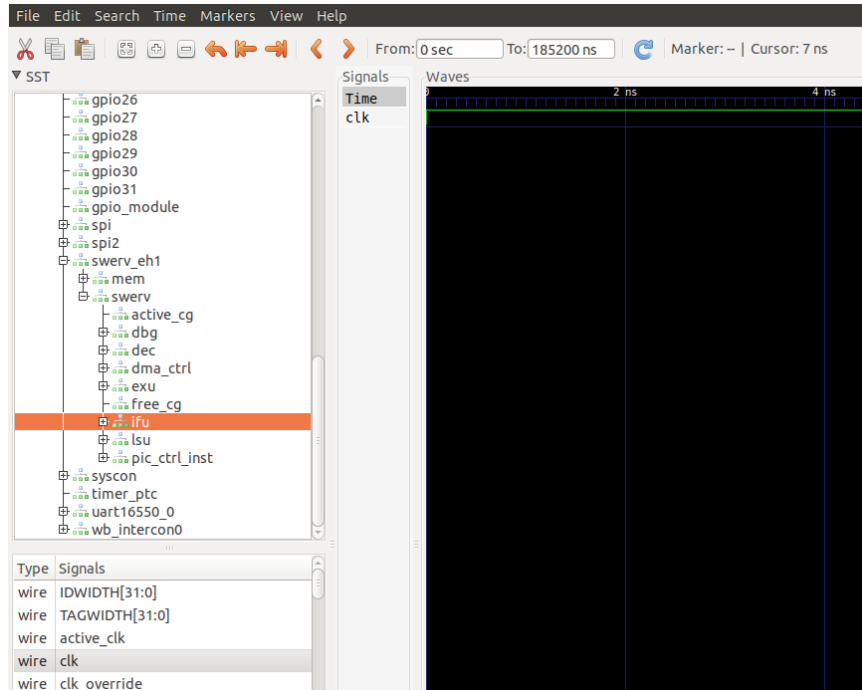 File Edit Search Time Markers View Help
From: 0 sec To: 185200 ns Marker: -- | Cursor: 7 ns
SST
gpio26
gpio27
gpio28
gpio29
gpio30
gpio31
gpio_module
spi
spi2
swerv_eh1
mem
swerv
active_cg
dbg
dec
dma_ctrl
exu
free_cg
ifu
lsu
pic_ctrl_inst
syscon
timer_ptc
uart16550_0
wb_intercon0
Type Signals
wire IDWIDTH[31:0]
wire TAGWIDTH[31:0]
wire active_clk
wire clk
wire clk_override
Signals
Time
clk
Waves
0 2 ns 4 ns